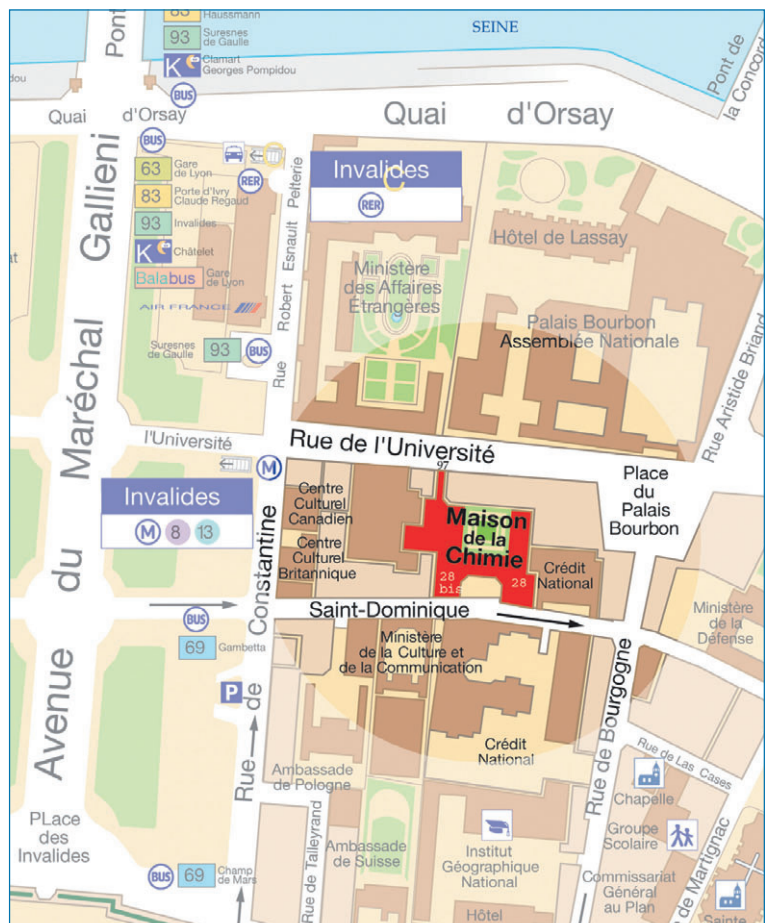 83
Haussmann
93
Suresnes
de Gaulle
K
Clamart
Georges Pompidou
BUS
Pont
dou
SEINE
Pont de
la Concord
Quai d'Orsay
Quai d'Orsay
BUS
63
Gare
de Lyon
83
Porte d'Ivry
Claude Regaud
93
Invalides
K
Châtelet
Balabus
Gare
de Lyon
AIR FRANCE
Suresnes
de Gaulle
93
BUS
RER
Invalides
RER
Rue Robert Esnault Pelterie
Avenue du Maréchal Gallieni
Ministère
des Affaires
Étrangères
Hôtel de Lassay
Palais Bourbon
Assemblée Nationale
Rue Aristide Briand
l'Université
Rue de l'Université
M
Invalides
M 8 13
97
Centre
Culturel
Canadien
Centre
Culturel
Britannique
Maison
de la
Chimie
28
bis
28
Crédit
National
Place
du
Palais
Bourbon
Rue de Constantine
Saint-Dominique
BUS
69
Gambetta
P
Ministère
de la Culture et
de la Communication
Ministère
de la
Défense
Crédit
National
Rue de Bourgogne
Rue de Las Cases
Ambassade
de Pologne
Chapelle
Groupe
Scolaire
PLace
des
Invalides
Rue de Talleyrand
Ambassade
de Suisse
Institut
Géographique
National
Commissariat
Général
au Plan
de Martignac
BUS
69
Champ
de Mars
Hôtel
Sainte